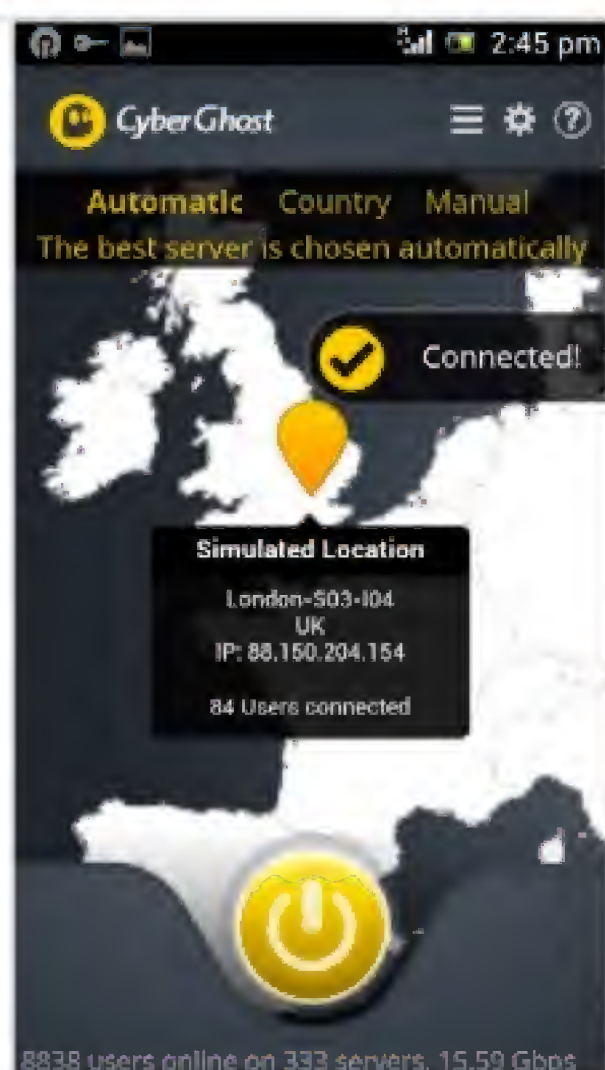 2:45 pm
CyberGhost
Automatic Country Manual
The best server is chosen automatically
Connected!
Simulated Location
London-S03-I04
UK
IP: 88.150.204.154
84 Users connected
8838 users online on 333 servers, 15.59 Gbps